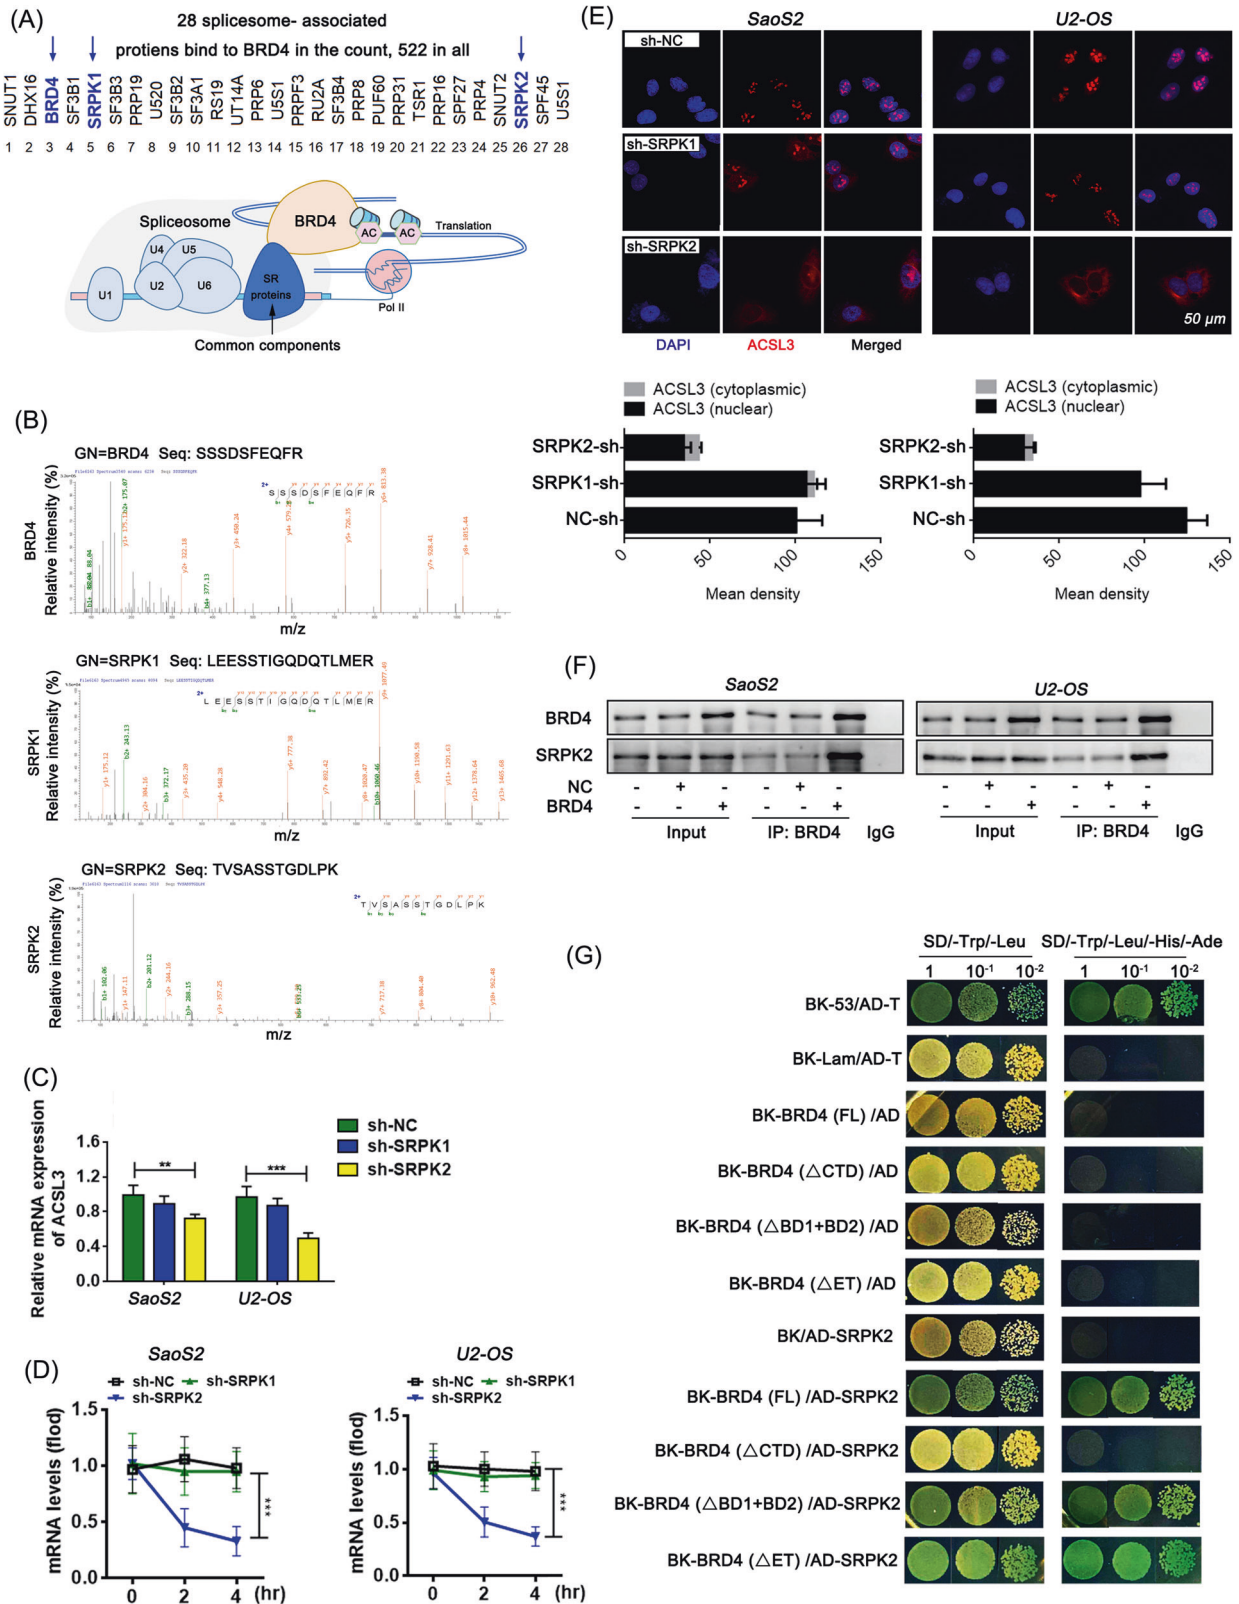 (A)
28 splicesome- associated
protiens bind to BRD4 in the count, 522 in all
SNUT1 DHX16 BRD4 SF3B1 SRPK1 SF3B3 PRP19 U520 SF3B2 SF3A1 RS19 UT14A PRP6 U5S1 PRPF3 RU2A SF3B4 PRP8 PUF60 PRP31 TSR1 PRP16 SPF27 PRP4 SNUT2 SRPK2 SPF45 U5S1
1 2 3 4 5 6 7 8 9 10 11 12 13 14 15 16 17 18 19 20 21 22 23 24 25 26 27 28
Spliceosome
BRD4
AC AC
Translation
U4 U5
U1 U2 U6
SR
proteins
Pol II
Common components
(B)
GN=BRD4 Seq: SSSDSFEQFR
S S S D S F E Q F R
BRD4
Relative intensity (%)
m/z
GN=SRPK1 Seq: LEESSTIGQDQTLMER
L E E S S T I G Q D Q T L M E R
SRPK1
Relative intensity (%)
m/z
GN=SRPK2 Seq: TVSASSTGDLPK
T V S A S S T G D L P K
SRPK2
Relative intensity (%)
m/z
(C)
sh-NC
sh-SRPK1
sh-SRPK2
Relative mRNA expression
of ACSL3
1.6
1.2
0.8
0.4
0.0
** ***
SaoS2 U2-OS
(D)
SaoS2
sh-NC sh-SRPK1
sh-SRPK2
mRNA levels (flod)
1.5
1.0
0.5
0.0
***
0 2 4 (hr)
U2-OS
sh-NC sh-SRPK1
sh-SRPK2
mRNA levels (flod)
1.5
1.0
0.5
0.0
***
0 2 4 (hr)
(E)
SaoS2 U2-OS
sh-NC
sh-SRPK1
sh-SRPK2
50 µm
DAPI ACSL3 Merged
ACSL3 (cytoplasmic)
ACSL3 (nuclear)
SRPK2-sh
SRPK1-sh
NC-sh
0 50 100 150
Mean density
ACSL3 (cytoplasmic)
ACSL3 (nuclear)
SRPK2-sh
SRPK1-sh
NC-sh
0 50 100 150
Mean density
(F)
SaoS2 U2-OS
BRD4
SRPK2
NC - + - - + - - + - - + -
BRD4 - - + - - + - - + - - +
Input IP: BRD4 IgG Input IP: BRD4 IgG
(G)
SD/-Trp/-Leu SD/-Trp/-Leu/-His/-Ade
1 10-1 10-2 1 10-1 10-2
BK-53/AD-T
BK-Lam/AD-T
BK-BRD4 (FL) /AD
BK-BRD4 (△CTD) /AD
BK-BRD4 (△BD1+BD2) /AD
BK-BRD4 (△ET) /AD
BK/AD-SRPK2
BK-BRD4 (FL) /AD-SRPK2
BK-BRD4 (△CTD) /AD-SRPK2
BK-BRD4 (△BD1+BD2) /AD-SRPK2
BK-BRD4 (△ET) /AD-SRPK2